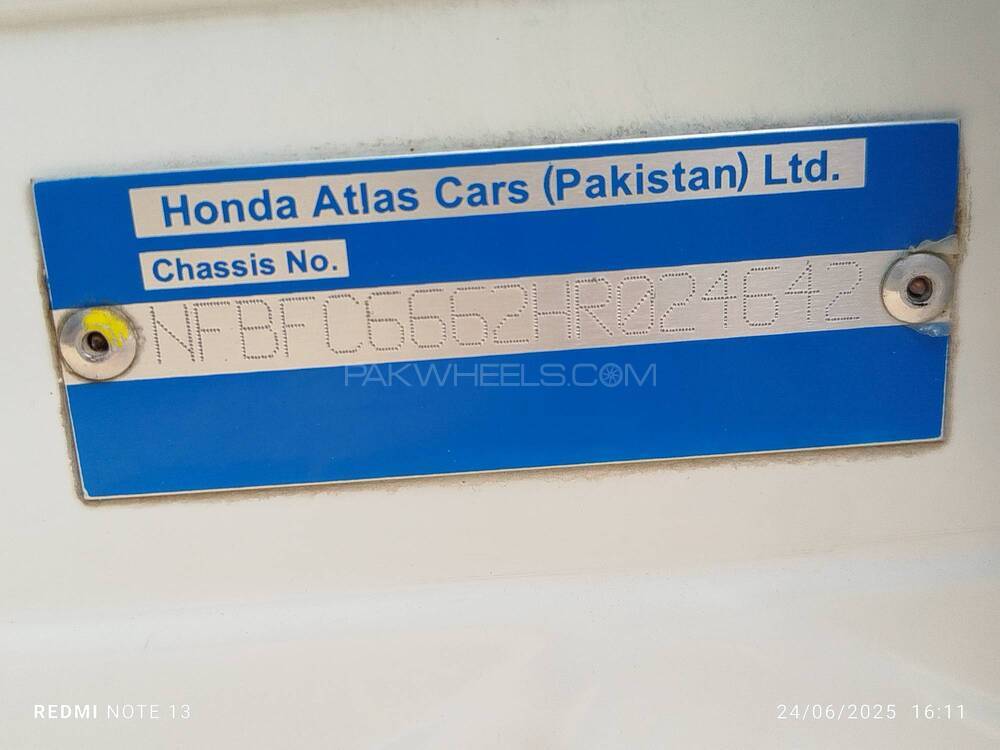 Honda Atlas Cars (Pakistan) Ltd.
Chassis No.
NFBFC6662HR024642
PAKWHEELS.COM
REDMI NOTE 13
24/06/2025 16:11